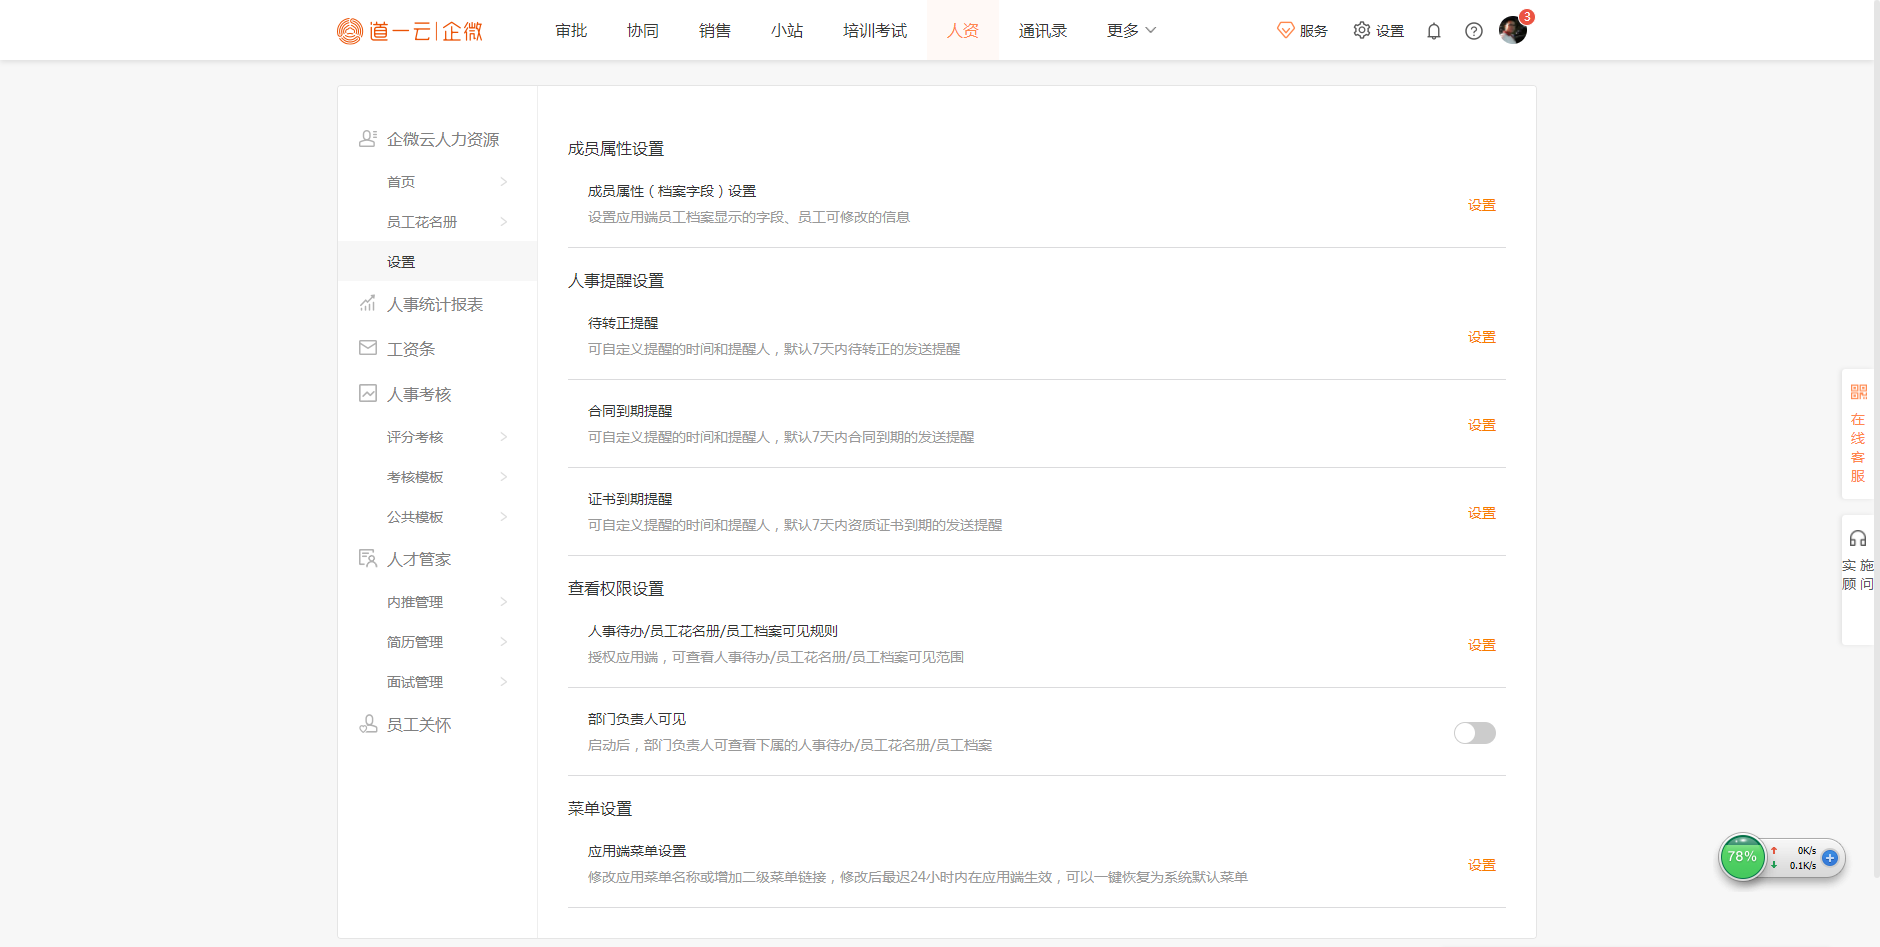 道一云|企微
审批
协同
销售
小站
培训考试
人资
通讯录
更多
服务
设置
3
企微云人力资源
首页
员工花名册
设置
人事统计报表
工资条
人事考核
评分考核
考核模板
公共模板
人才管家
内推管理
简历管理
面试管理
员工关怀
成员属性设置
成员属性（档案字段）设置
设置应用端员工档案显示的字段、员工可修改的信息
设置
人事提醒设置
待转正提醒
可自定义提醒的时间和提醒人，默认7天内待转正的发送提醒
设置
合同到期提醒
可自定义提醒的时间和提醒人，默认7天内合同到期的发送提醒
设置
证书到期提醒
可自定义提醒的时间和提醒人，默认7天内资质证书到期的发送提醒
设置
查看权限设置
人事待办/员工花名册/员工档案可见规则
授权应用端，可查看人事待办/员工花名册/员工档案可见范围
设置
部门负责人可见
启动后，部门负责人可查看下属的人事待办/员工花名册/员工档案
菜单设置
应用端菜单设置
修改应用菜单名称或增加二级菜单链接，修改后最迟24小时内在应用端生效，可以一键恢复为系统默认菜单
设置
在
线
客
服
实 施
顾 问
78%
0K/s
0.1K/s